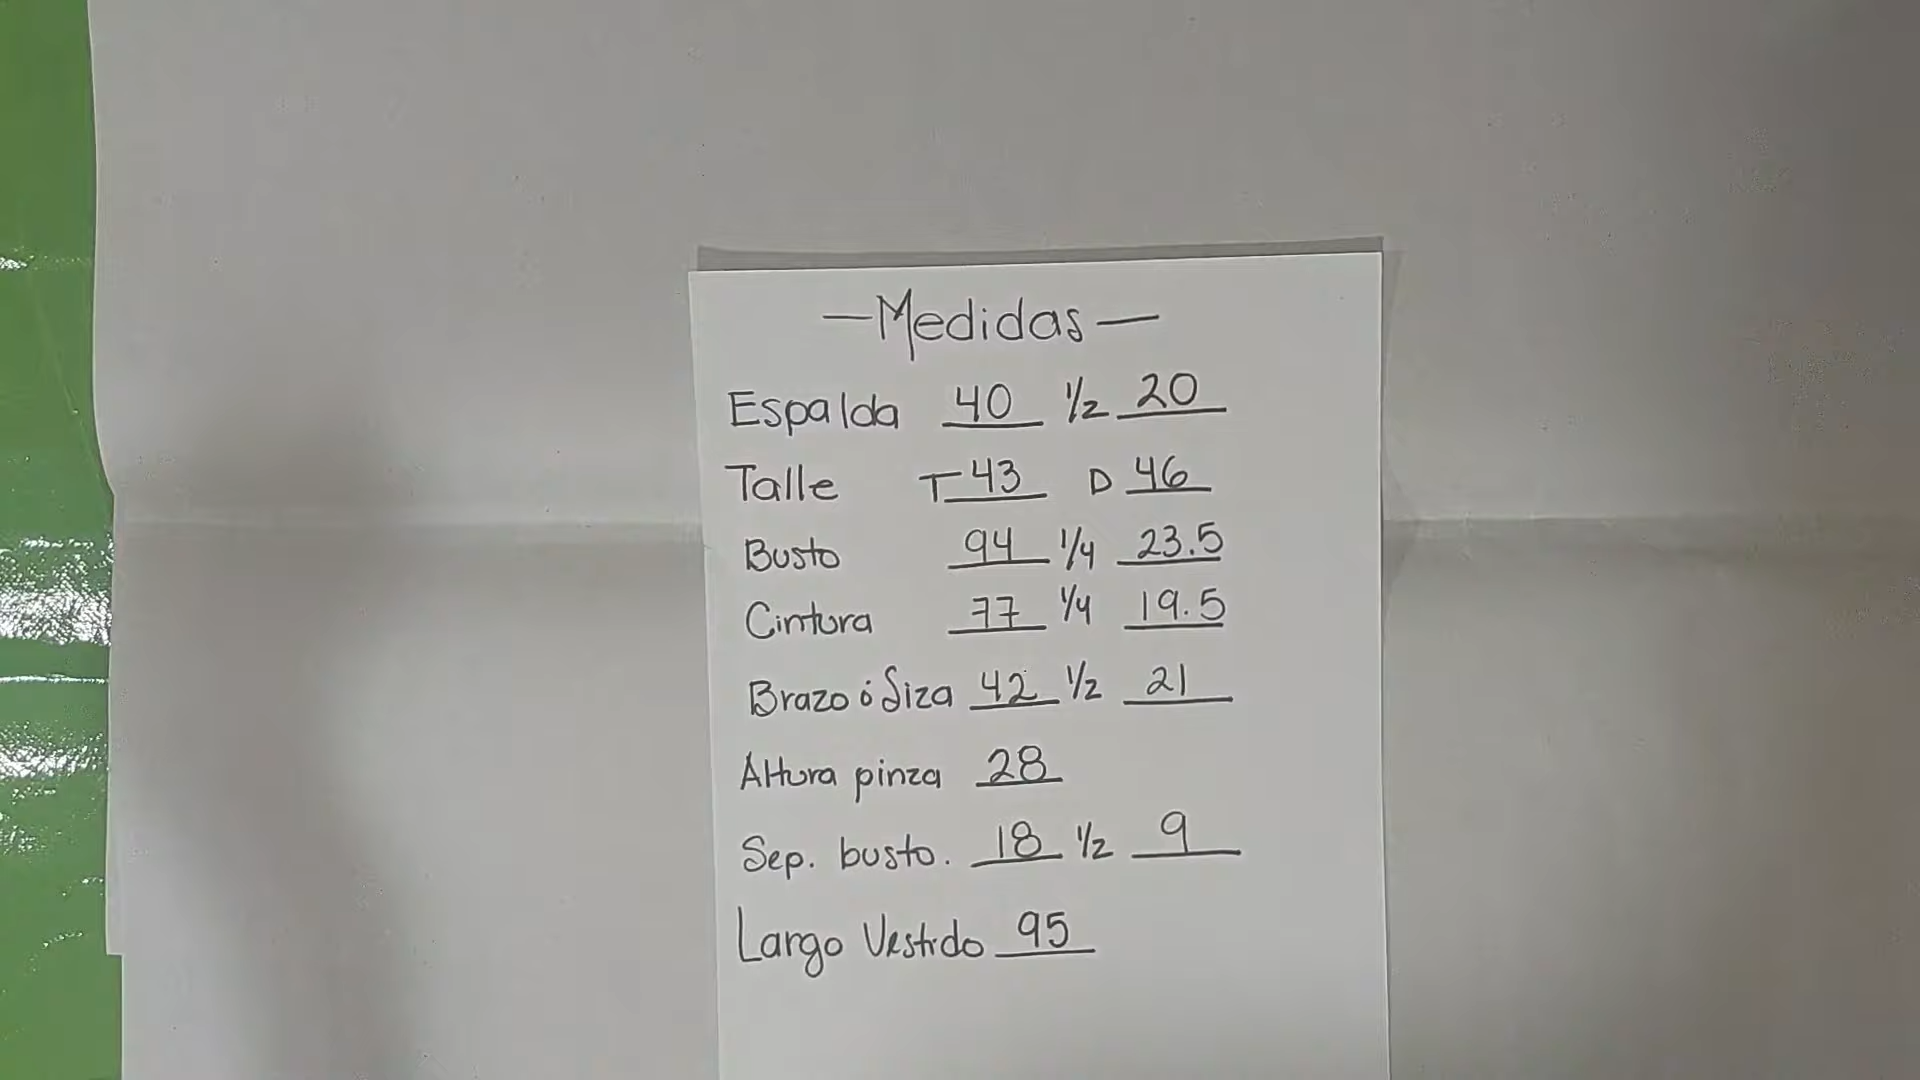 —Medidas—
Espalda 40 1/2 20
Talle T 43 D 46
Busto 94 1/4 23.5
Cintura 77 1/4 19.5
Brazo ó Siza 42 1/2 21
Altura pinza 28
Sep. busto. 18 1/2 9
Largo Vestido 95